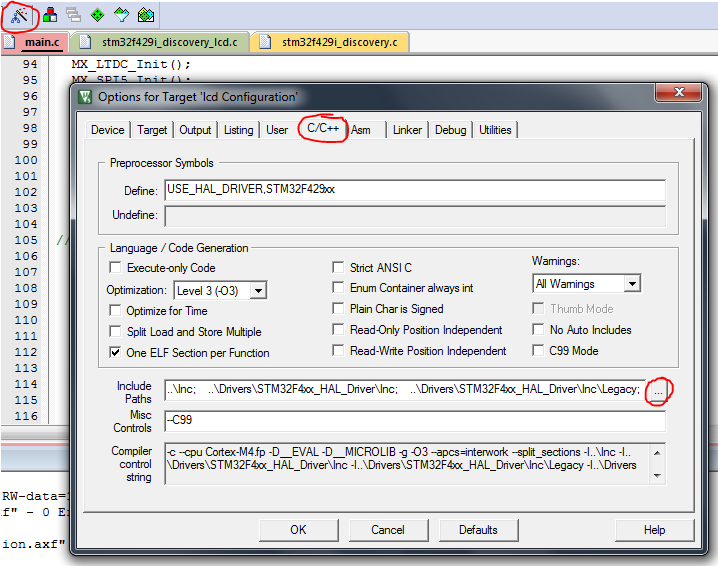 main.c stm32f429i_discovery_lcd.c stm32f429i_discovery.c
94 MX_LTDC_Init();
95 MX_SPI5_Init();
96
97
98
99
100
101
102
103
104
105 //
106
107
108
109
110
111
112
113
114
115
116
Options for Target 'lcd Configuration'
Device Target Output Listing User C/C++ Asm Linker Debug Utilities
Preprocessor Symbols
Define: USE_HAL_DRIVER,STM32F429xx
Undefine:
Language / Code Generation
Execute-only Code
Optimization: Level 3 (-O3)
Optimize for Time
Split Load and Store Multiple
One ELF Section per Function
Strict ANSI C
Enum Container always int
Plain Char is Signed
Read-Only Position Independent
Read-Write Position Independent
Warnings:
All Warnings
Thumb Mode
No Auto Includes
C99 Mode
Include Paths ..\Inc; ..\Drivers\STM32F4xx_HAL_Driver\Inc; ..\Drivers\STM32F4xx_HAL_Driver\Inc\Legacy; ...
Misc Controls --C99
Compiler control string -c --cpu Cortex-M4.fp -D__EVAL -D__MICROLIB -g -O3 --apcs=interwork --split_sections -I..\Inc -I..
\Drivers\STM32F4xx_HAL_Driver\Inc -I..\Drivers\STM32F4xx_HAL_Driver\Inc\Legacy -I..\Drivers
OK Cancel Defaults Help
RW-data=
f" - 0 E
ion.axf"